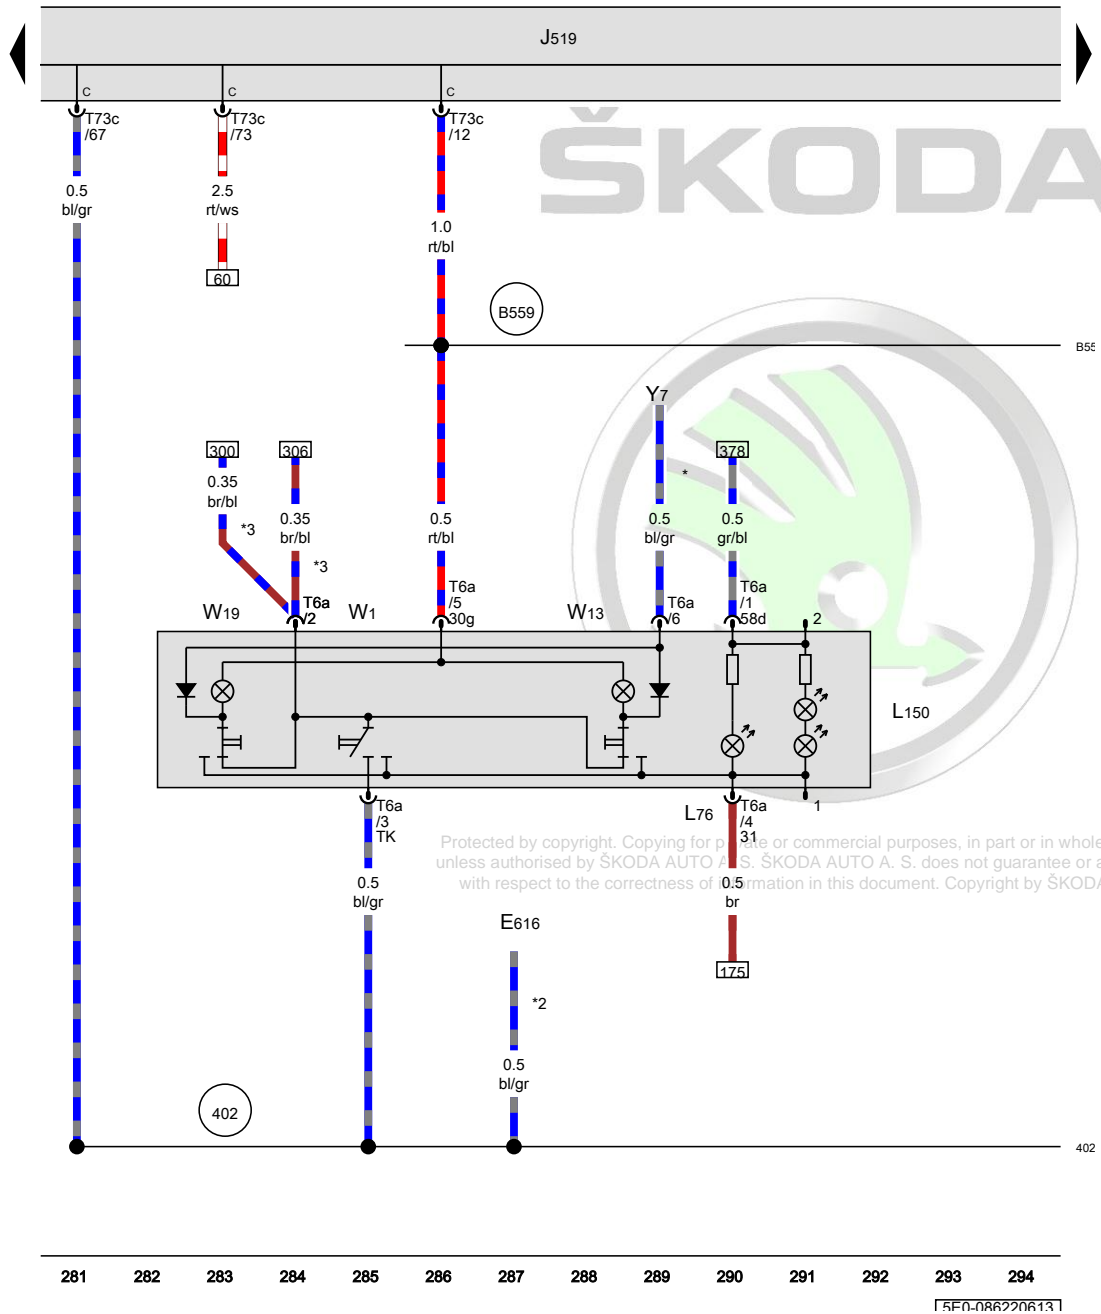 J519
c
c
c
T73c
/67
T73c
/73
T73c
/12
ŠKODA
0.5
bl/gr
2.5
rt/ws
1.0
rt/bl
60
B559
Y7
300
306
378
0.35
br/bl
*
*3
0.35
br/bl
0.5
rt/bl
0.5
bl/gr
0.5
gr/bl
*3
W19
T6a
/2
W1
T6a
/5
30g
W13
T6a
/6
T6a
/1
58d
2
L150
T6a
/3
TK
L76
T6a
/4
31
1
Protected by copyright. Copying for or commercial purposes, in part or in whole
unless authorised by ŠKODA AUTO A. S. ŠKODA AUTO A. S. does not guarantee or a
with respect to the correctness of information in this document. Copyright by ŠKODA
0.5
bl/gr
0.5
br
E616
175
*2
0.5
bl/gr
402
402
281 282 283 284 285 286 287 288 289 290 291 292 293 294
5E0-086220613